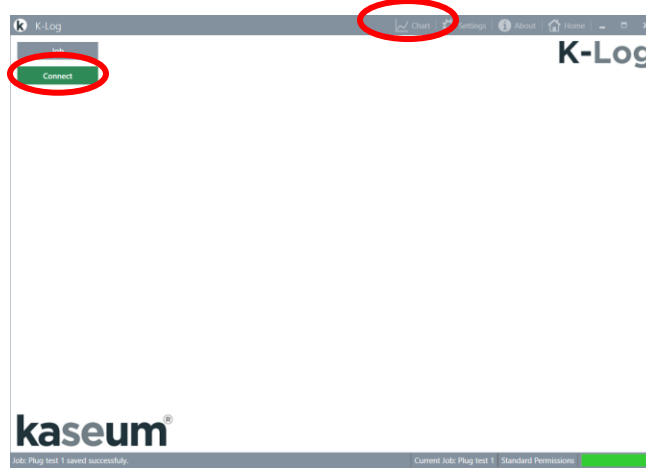 K-Log
Chart
Settings
About
Home
Job
Connect
K-Log
kaseum®
Job: Plug test 1 saved successfuly.
Current Job: Plug test 1
Standard Permissions